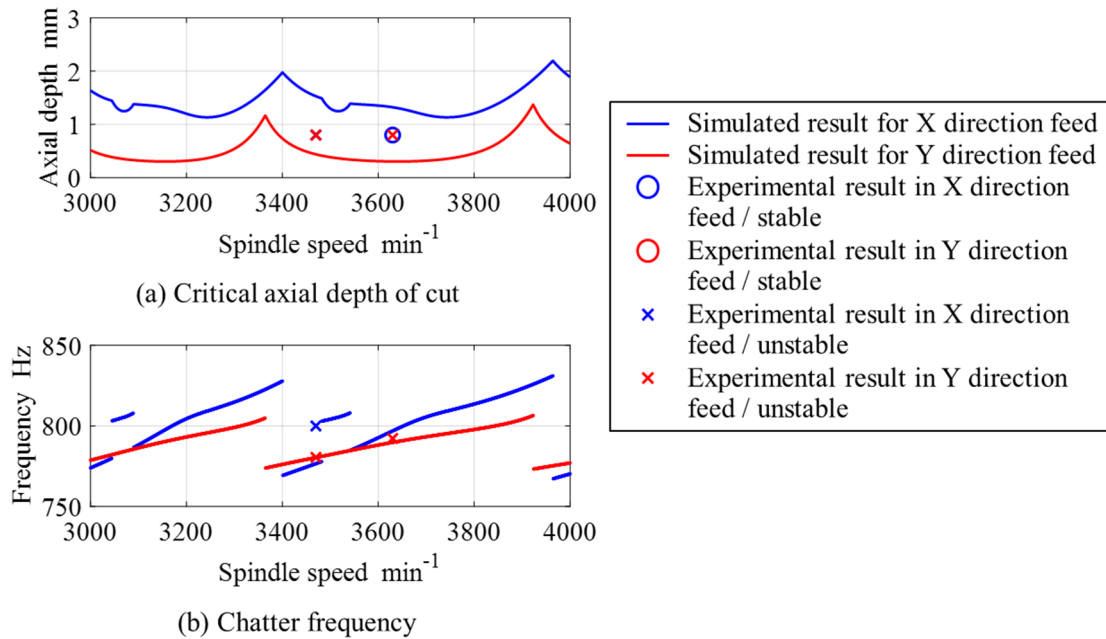 3
2
1
0
Axial depth mm
3000
3200
3400
3600
3800
4000
Spindle speed min-1
(a) Critical axial depth of cut
850
800
750
Frequency Hz
3000
3200
3400
3600
3800
4000
Spindle speed min-1
(b) Chatter frequency
Simulated result for X direction feed
Simulated result for Y direction feed
Experimental result in X direction
feed / stable
Experimental result in Y direction
feed / stable
Experimental result in X direction
feed / unstable
Experimental result in Y direction
feed / unstable